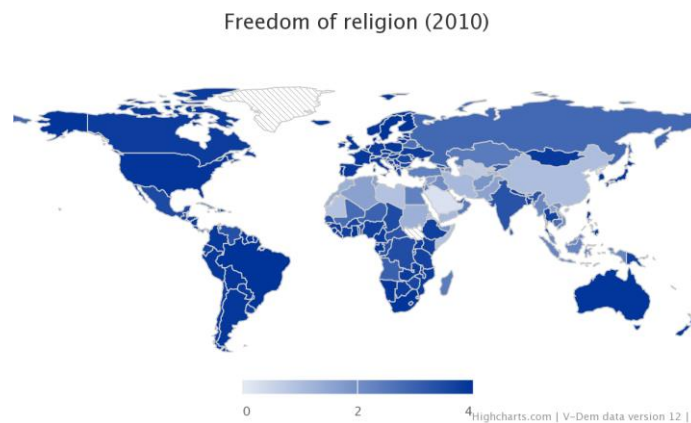 Freedom of religion (2010)
0 2 4
Highcharts.com | V-Dem data version 12 |